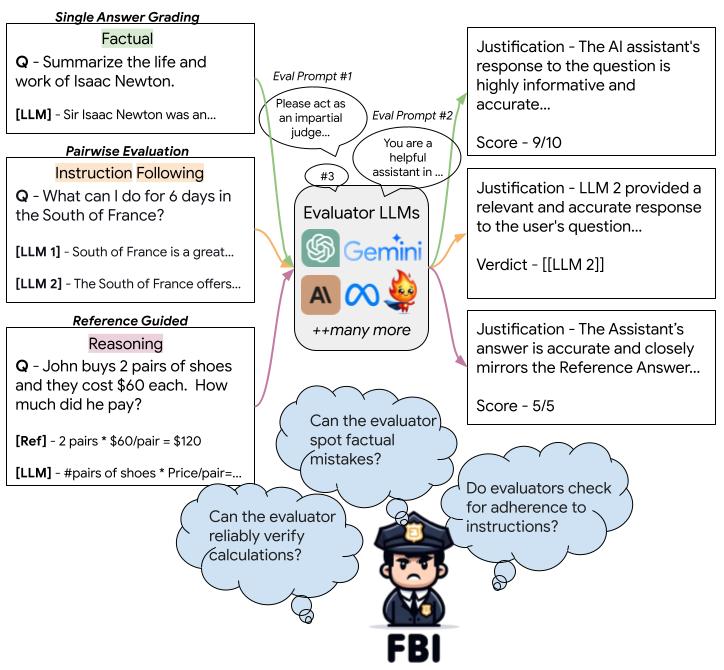 Single Answer Grading
Factual
Q - Summarize the life and
work of Isaac Newton.
[LLM] - Sir Isaac Newton was an...
Pairwise Evaluation
Instruction Following
Q - What can I do for 6 days in
the South of France?
[LLM 1] - South of France is a great...
[LLM 2] - The South of France offers...
Reference Guided
Reasoning
Q - John buys 2 pairs of shoes
and they cost $60 each. How
much did he pay?
[Ref] - 2 pairs * $60/pair = $120
[LLM] - #pairs of shoes * Price/pair=...
Eval Prompt #1
Please act as
an impartial
judge...
Eval Prompt #2
You are a
helpful
assistant in ...
#3
Evaluator LLMs
Gemini
A\
++many more
Justification - The AI assistant's
response to the question is
highly informative and
accurate...
Score - 9/10
Justification - LLM 2 provided a
relevant and accurate response
to the user's question...
Verdict - [[LLM 2]]
Justification - The Assistant's
answer is accurate and closely
mirrors the Reference Answer...
Score - 5/5
Can the evaluator
spot factual
mistakes?
Do evaluators check
for adherence to
instructions?
Can the evaluator
reliably verify
calculations?
FBI